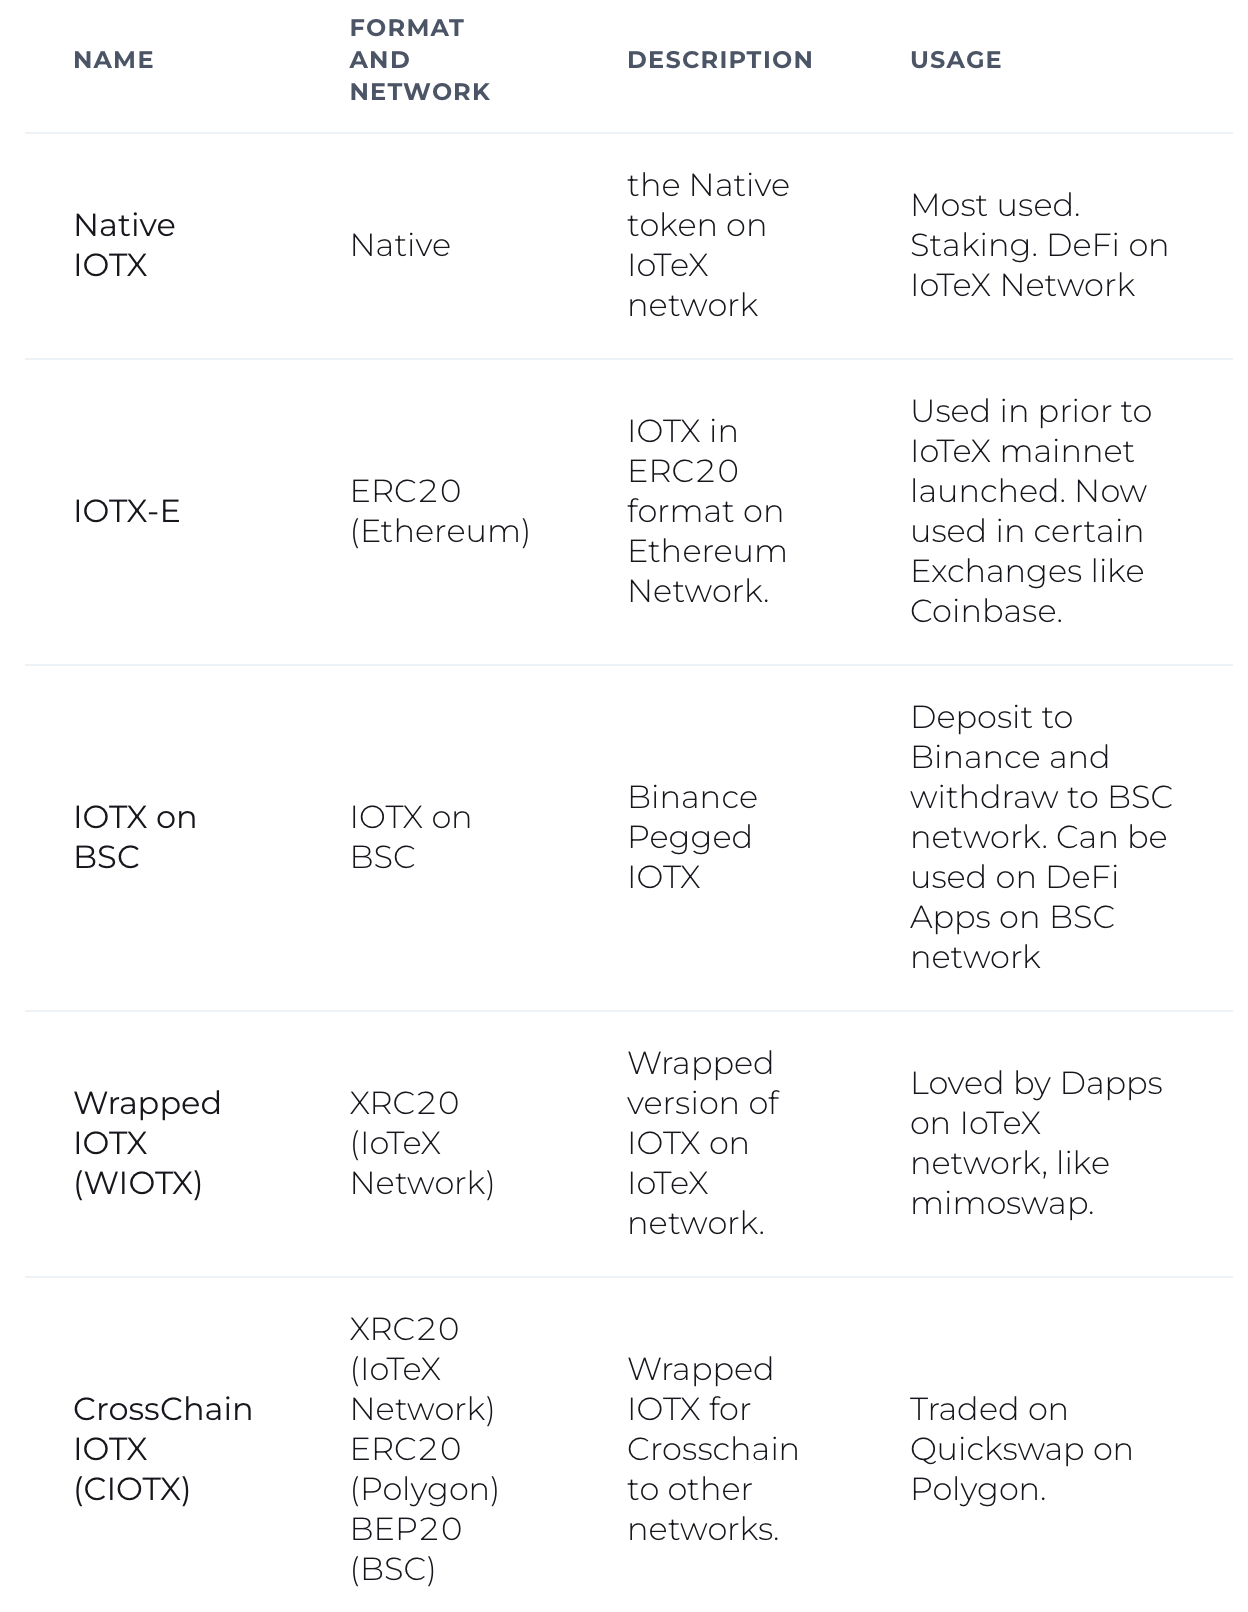 NAME
FORMAT
AND
NETWORK
DESCRIPTION
USAGE
Native
IOTX
Native
the Native
token on
IoTeX
network
Most used.
Staking. DeFi on
IoTeX Network
IOTX-E
ERC20
(Ethereum)
IOTX in
ERC20
format on
Ethereum
Network.
Used in prior to
IoTeX mainnet
launched. Now
used in certain
Exchanges like
Coinbase.
IOTX on
BSC
IOTX on
BSC
Binance
Pegged
IOTX
Deposit to
Binance and
withdraw to BSC
network. Can be
used on DeFi
Apps on BSC
network
Wrapped
IOTX
(WIOTX)
XRC20
(IoTeX
Network)
Wrapped
version of
IOTX on
IoTeX
network.
Loved by Dapps
on IoTeX
network, like
mimoswap.
CrossChain
IOTX
(CIOTX)
XRC20
(IoTeX
Network)
ERC20
(Polygon)
BEP20
(BSC)
Wrapped
IOTX for
Crosschain
to other
networks.
Traded on
Quickswap on
Polygon.